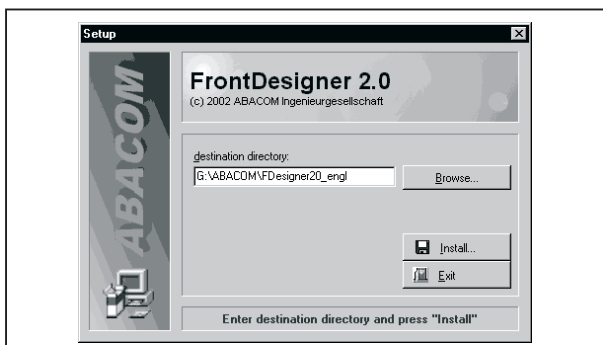 Setup
ABACOM
FrontDesigner 2.0
(c) 2002 ABACOM Ingenieurgesellschaft
destination directory:
G:\ABACOM\FDesigner20_engl
Browse...
Install...
Exit
Enter destination directory and press "Install"